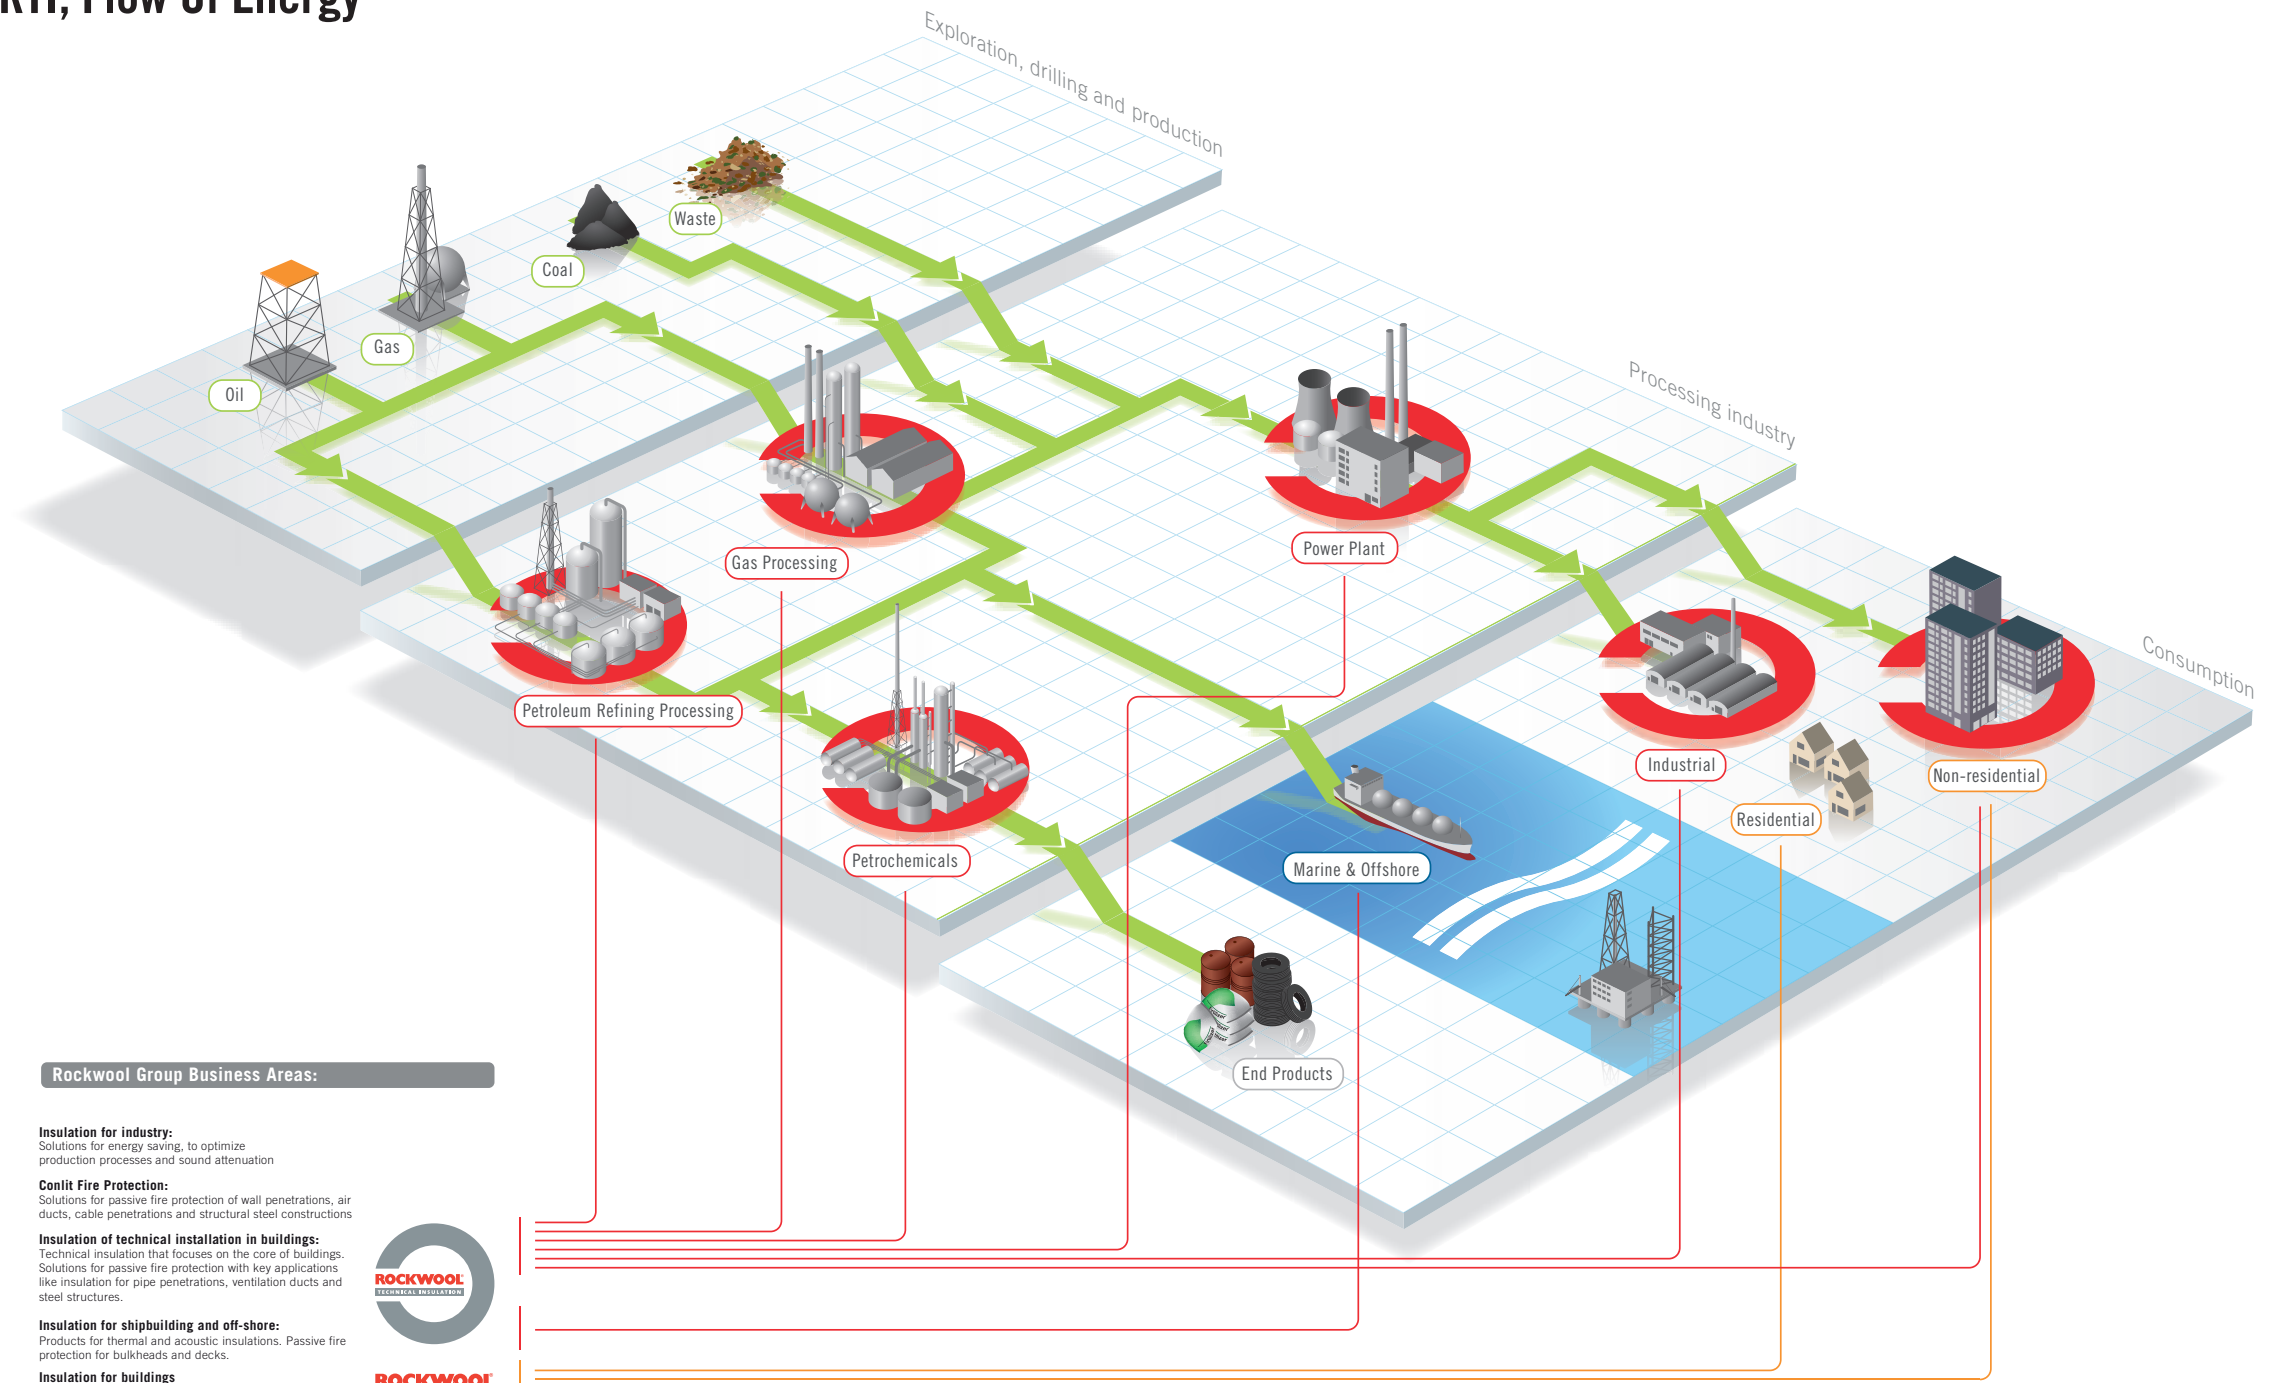 RTI, Flow of Energy
Exploration, drilling and production
Waste
Coal
Gas
Oil
Processing industry
Power Plant
Gas Processing
Petroleum Refining Processing
Petrochemicals
Consumption
Industrial
Non-residential
Residential
Marine & Offshore
End Products
Rockwool Group Business Areas:
Insulation for industry:
Solutions for energy saving, to optimize
production processes and sound attenuation
Conlit Fire Protection:
Solutions for passive fire protection of wall penetrations, air
ducts, cable penetrations and structural steel constructions
Insulation of technical installation in buildings:
Technical insulation that focuses on the core of buildings.
Solutions for passive fire protection with key applications
like insulation for pipe penetrations, ventilation ducts and
steel structures.
Insulation for shipbuilding and off-shore:
Products for thermal and acoustic insulations. Passive fire
protection for bulkheads and decks.
Insulation for buildings
ROCKWOOL®
TECHNICAL INSULATION
ROCKWOOL®